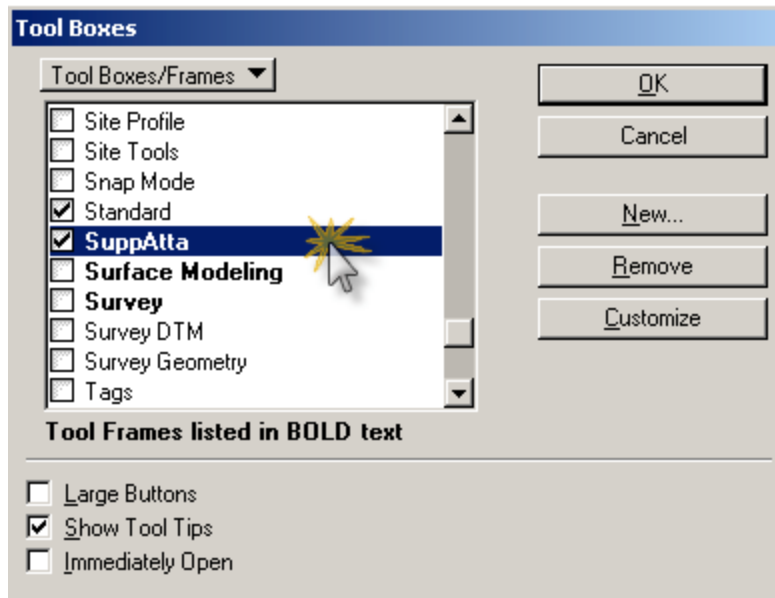 Tool Boxes
Tool Boxes/Frames
OK
Site Profile
Site Tools
Cancel
Snap Mode
Standard
New...
SuppAtta
Surface Modeling
Remove
Survey
Customize
Survey DTM
Survey Geometry
Tags
Tool Frames listed in BOLD text
Large Buttons
Show Tool Tips
Immediately Open